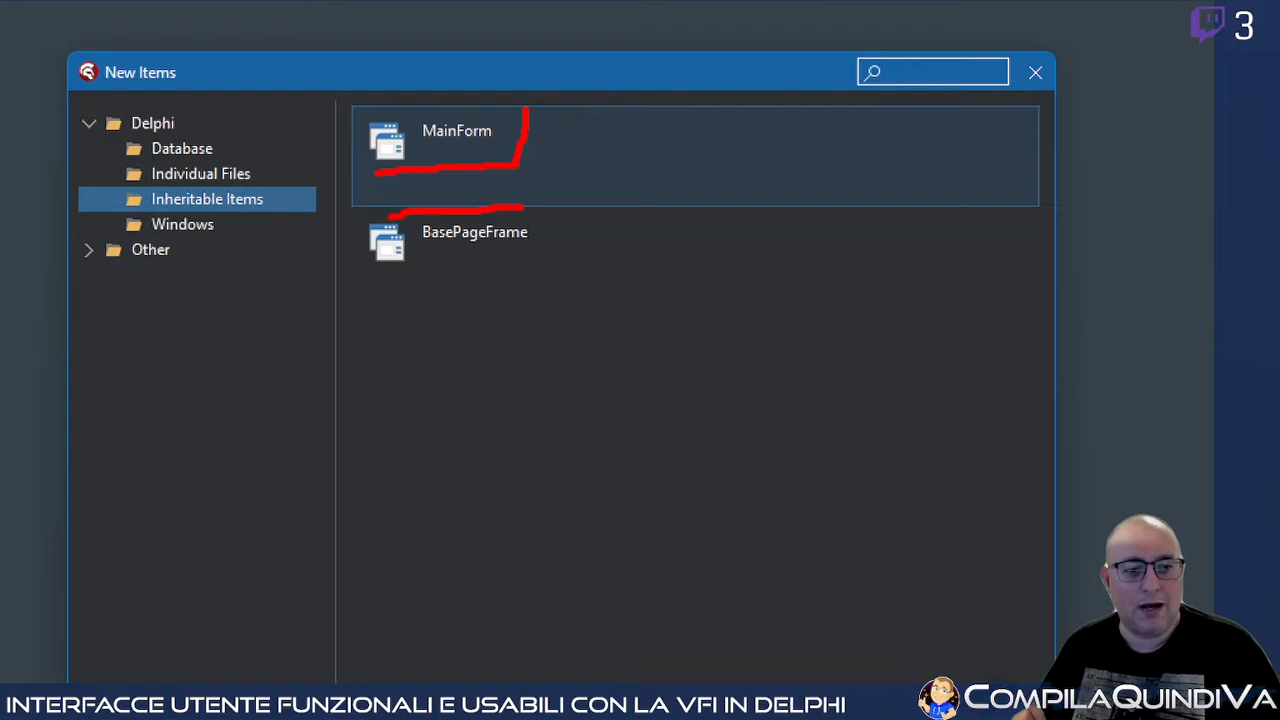 3
New Items
Delphi
Database
Individual Files
Inheritable Items
Windows
Other
MainForm
BasePageFrame
INTERFACCE UTENTE FUNZIONALI E USABILI CON LA VFI IN DELPHI
COMPILAQUINDIVA